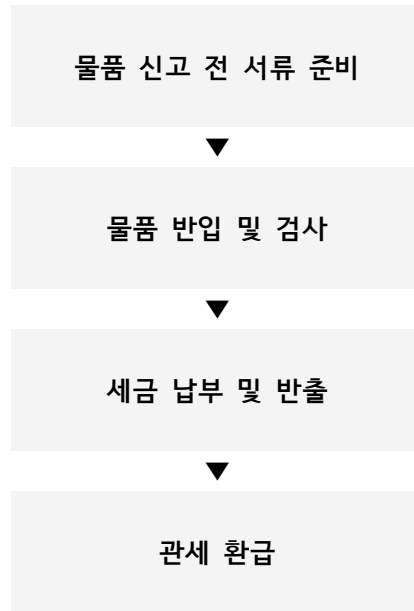 물품 신고 전 서류 준비
▼
물품 반입 및 검사
▼
세금 납부 및 반출
▼
관세 환급